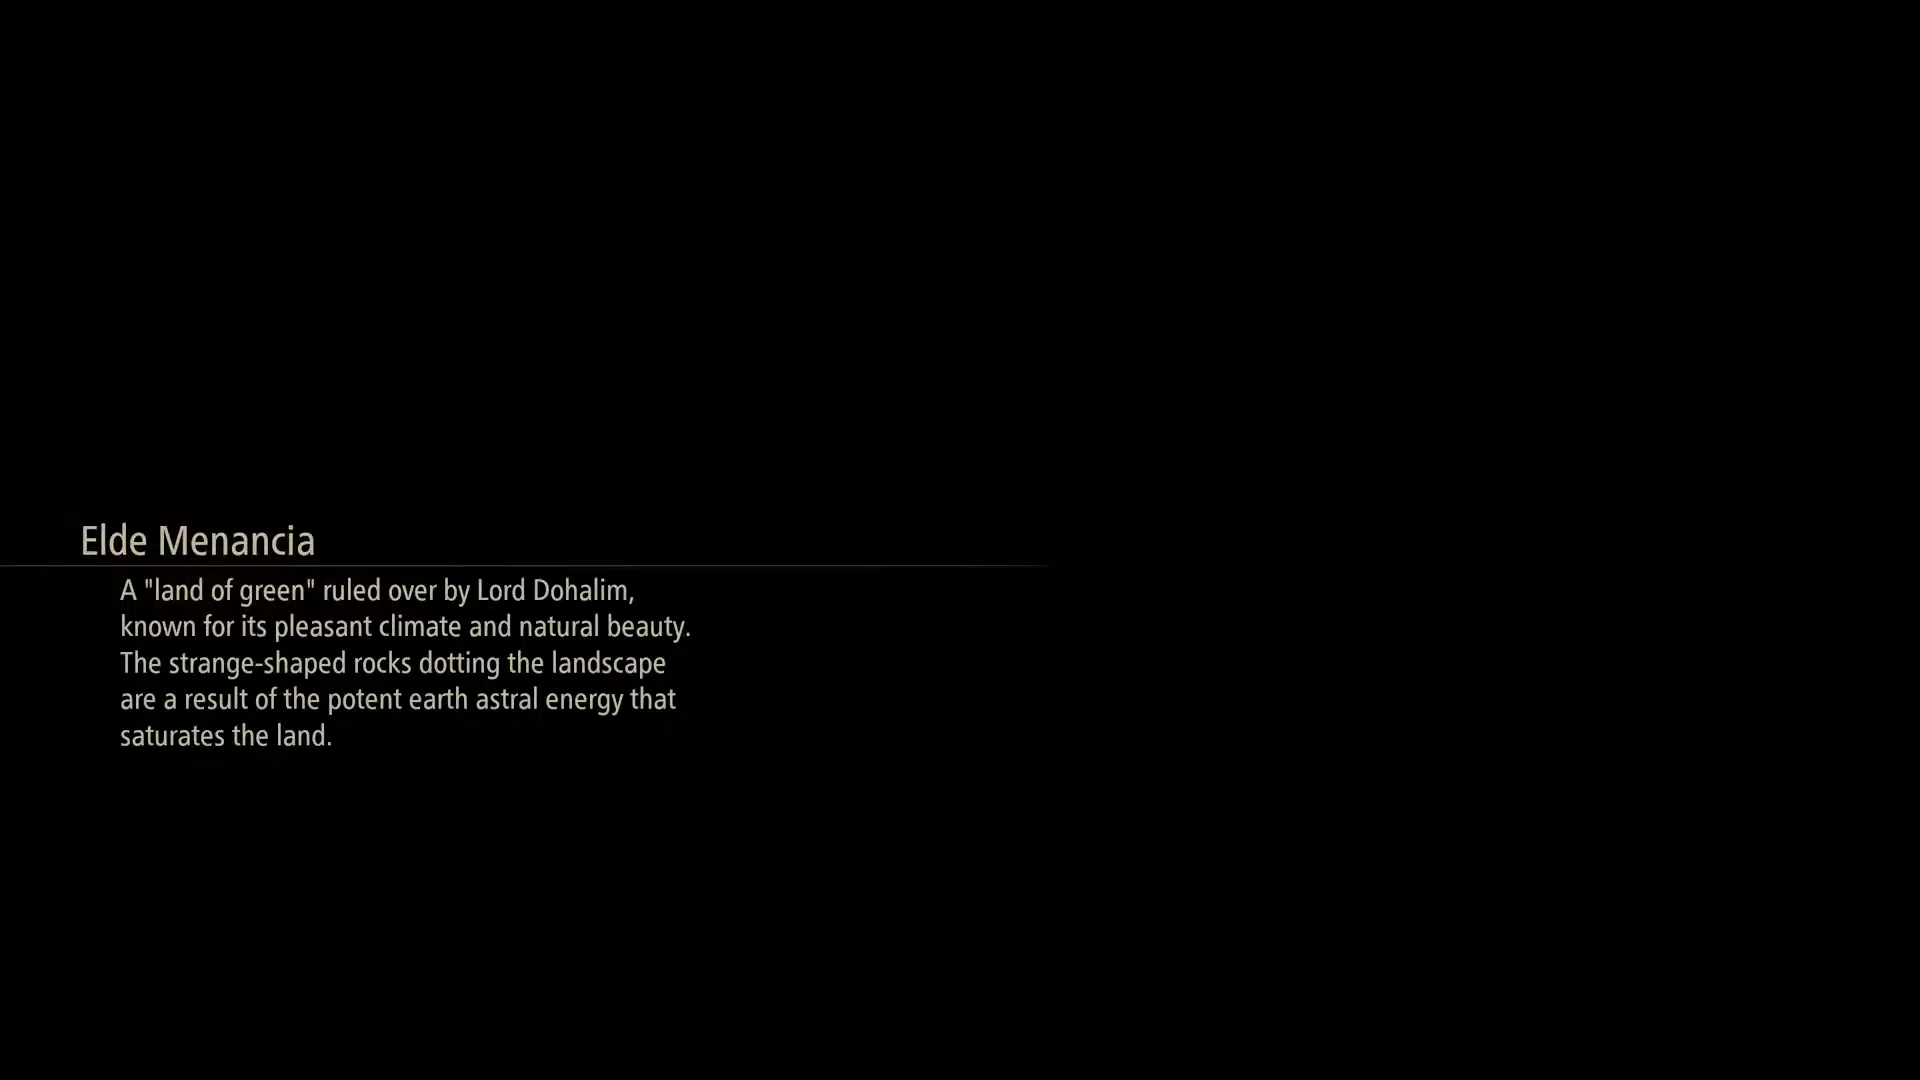 Elde Menancia
A "land of green" ruled over by Lord Dohalim,
known for its pleasant climate and natural beauty.
The strange-shaped rocks dotting the landscape
are a result of the potent earth astral energy that
saturates the land.